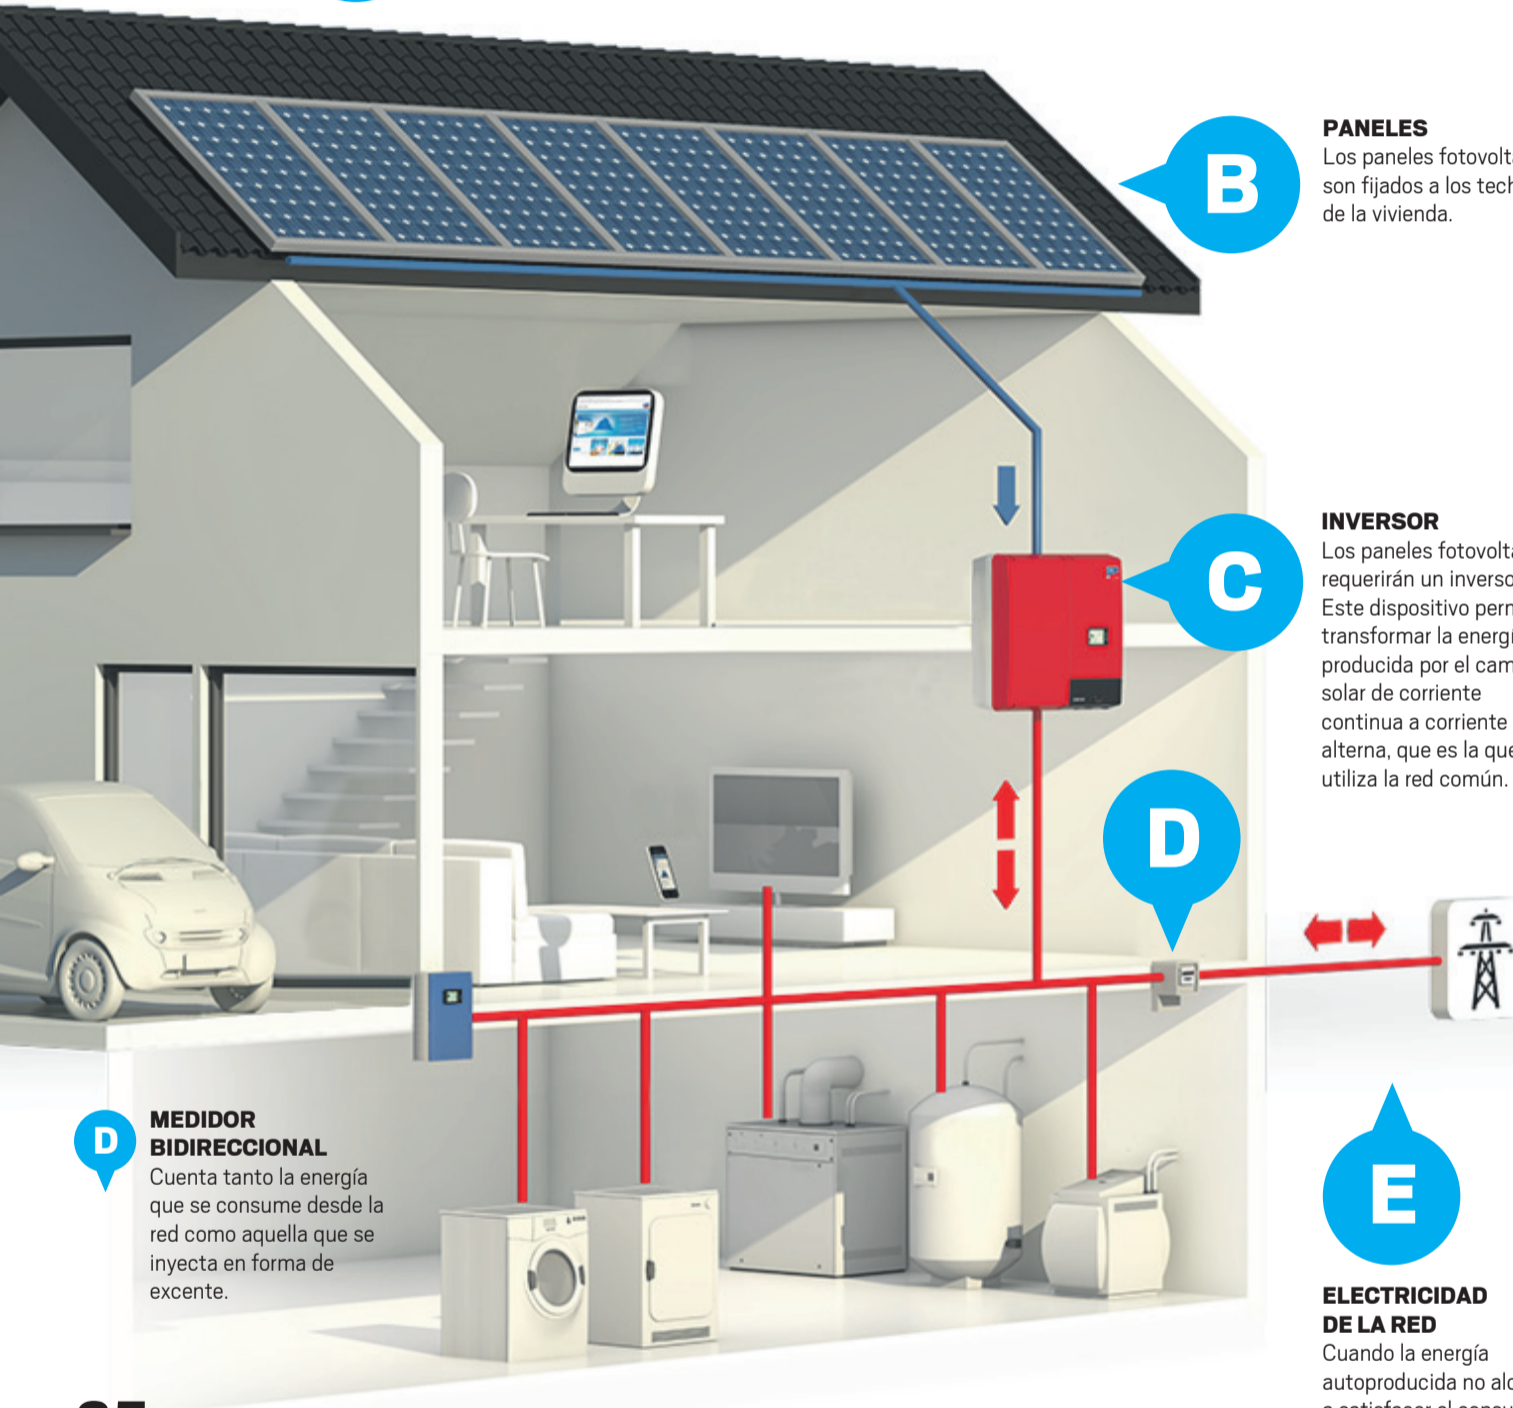 B
PANELES
Los paneles
son fijados a los
de la vivienda.
C
INVERSOR
Los paneles
requerirán un
Este dispositivo
transformar la
producida por el
solar de corriente
continua a corriente
alterna, que es la que
utiliza la red común.
D
D
MEDIDOR
BIDIRECCIONAL
Cuenta tanto la energía
que se consume desde la
red como aquella que se
inyecta en forma de
excente.
E
ELECTRICIDAD
DE LA RED
Cuando la energía
autoproducida no